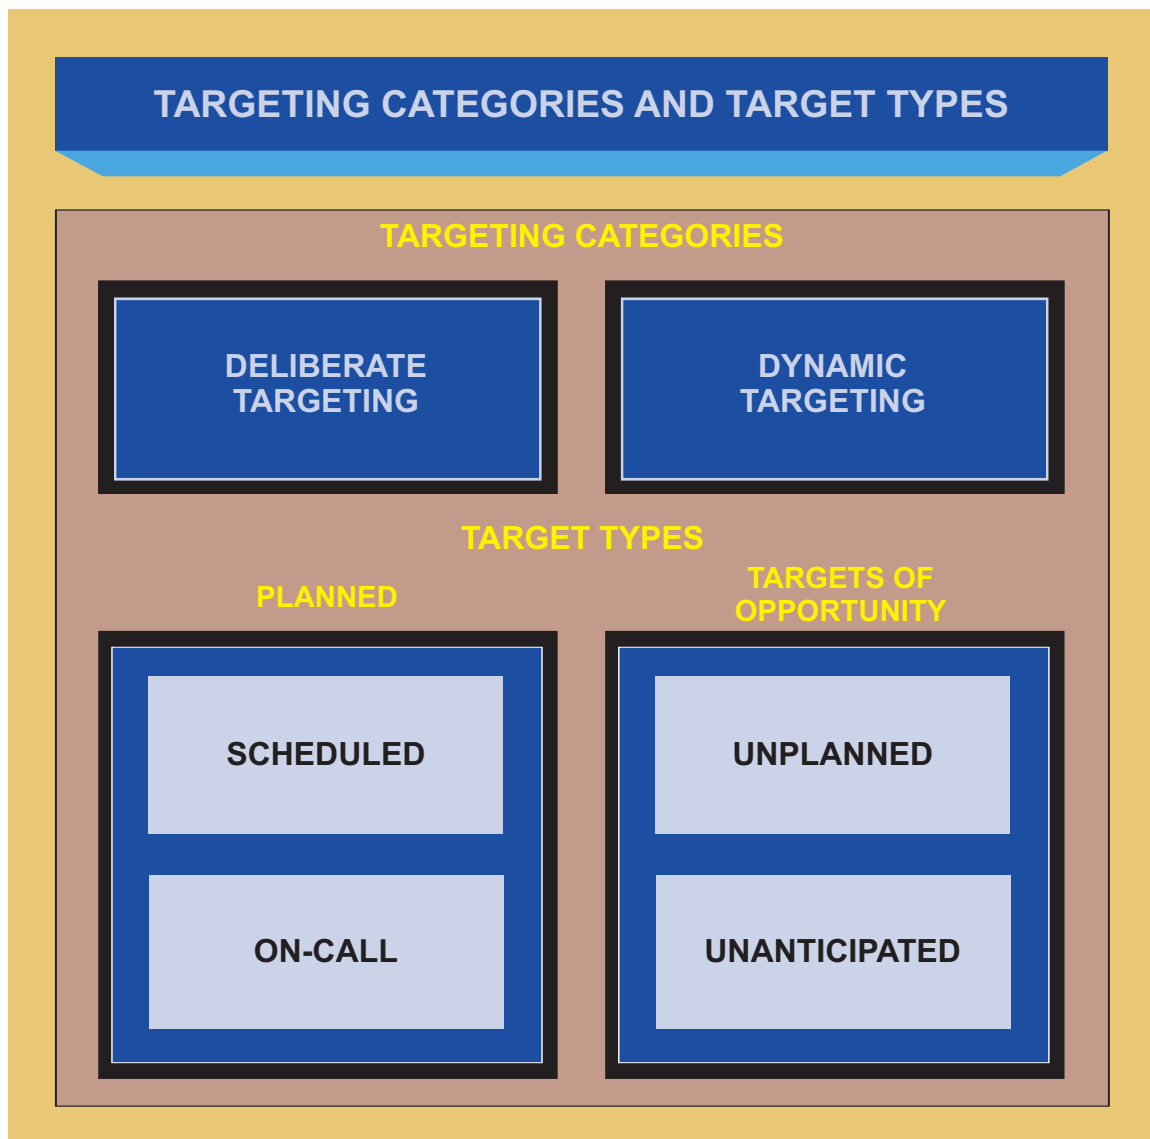 TARGETING CATEGORIES AND TARGET TYPES
TARGETING CATEGORIES
DELIBERATE
TARGETING
DYNAMIC
TARGETING
TARGET TYPES
PLANNED
TARGETS OF
OPPORTUNITY
SCHEDULED
UNPLANNED
ON-CALL
UNANTICIPATED